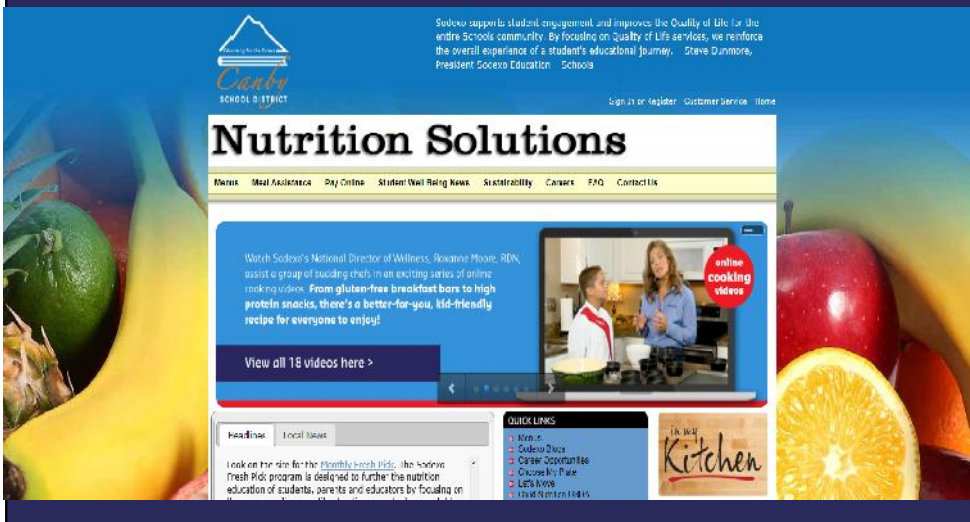 Sodexo supports student engagement and improves the Quality of Life for the
entire Schools community. By focusing on Quality of Life services, we reinforce
the overall experience of a student's educational journey. Steve Dunmore,
President Sodexo Education Schools
Canby
SCHOOL DISTRICT
Sign In or Register Customer Service Home
Nutrition Solutions
Menus Meal Assistance Pay Online Student Well Being News Sustainability Careers FAQ Contact Us
Watch Sodexo's National Director of Wellness, Roxanne Moore, RDN,
assist a group of budding chefs in an exciting series of online
cooking videos. From gluten-free breakfast bars to high
protein snacks, there's a better-for-you, kid-friendly
recipe for everyone to enjoy!
View all 18 videos here >
online
cooking
videos
Headlines Local News
Look on the site for the Monthly Fresh Pick. The Sodexo
Fresh Pick program is designed to further the nutrition
education of students, parents and educators by focusing on
QUICK LINKS
Menus
Sodexo Blogs
Career Opportunities
Choose My Plate
Let's Move
Child Nutrition USDA
in my
Kitchen